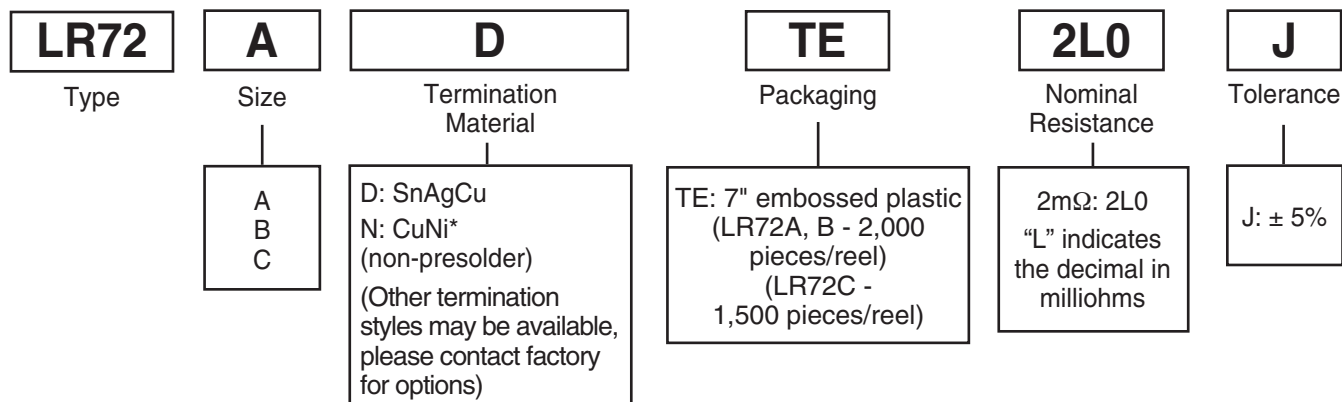 LR72
A
D
TE
2L0
J
Type
Size
Termination
Material
Packaging
Nominal
Resistance
Tolerance
A
B
C
D: SnAgCu
N: CuNi*
(non-presolder)
(Other termination
styles may be available,
please contact factory
for options)
TE: 7" embossed plastic
(LR72A, B - 2,000
pieces/reel)
(LR72C -
1,500 pieces/reel)
2mΩ: 2L0
“L” indicates
the decimal in
milliohms
J: ± 5%